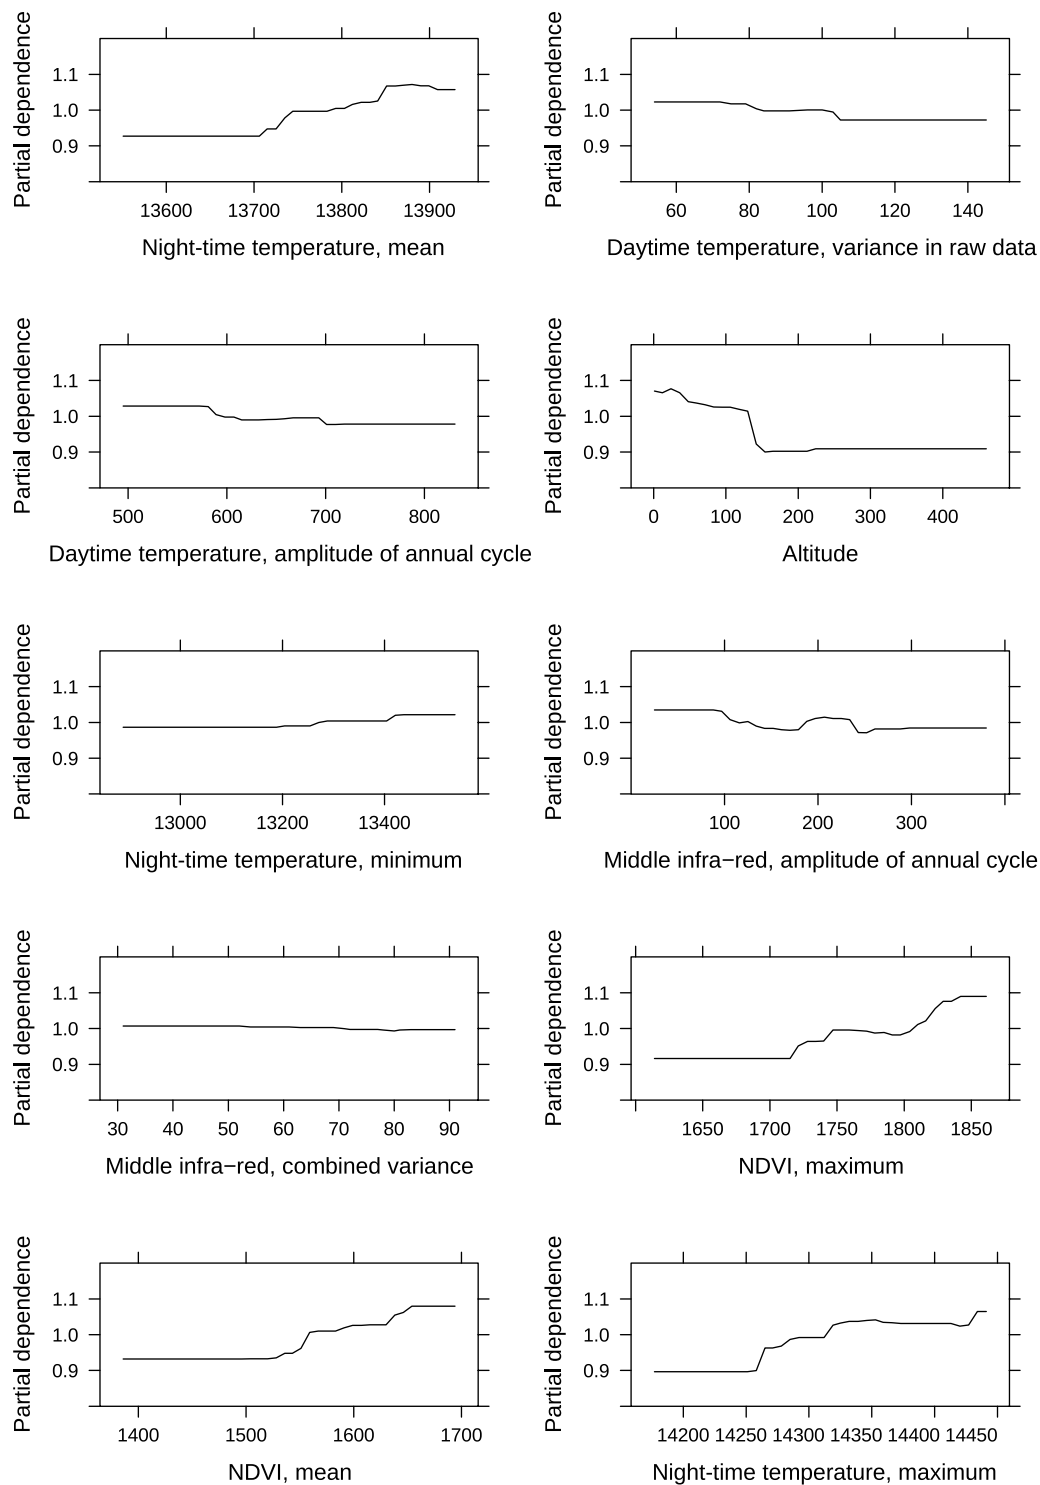 Partial dependence
1.1
1.0
0.9
13600 13700 13800 13900
Night-time temperature, mean
Partial dependence
1.1
1.0
0.9
60 80 100 120 140
Daytime temperature, variance in raw data
Partial dependence
1.1
1.0
0.9
500 600 700 800
Daytime temperature, amplitude of annual cycle
Partial dependence
1.1
1.0
0.9
0 100 200 300 400
Altitude
Partial dependence
1.1
1.0
0.9
13000 13200 13400
Night-time temperature, minimum
Partial dependence
1.1
1.0
0.9
100 200 300
Middle infra−red, amplitude of annual cycle
Partial dependence
1.1
1.0
0.9
30 40 50 60 70 80 90
Middle infra−red, combined variance
Partial dependence
1.1
1.0
0.9
1650 1700 1750 1800 1850
NDVI, maximum
Partial dependence
1.1
1.0
0.9
1400 1500 1600 1700
NDVI, mean
Partial dependence
1.1
1.0
0.9
14200 14250 14300 14350 14400 14450
Night-time temperature, maximum